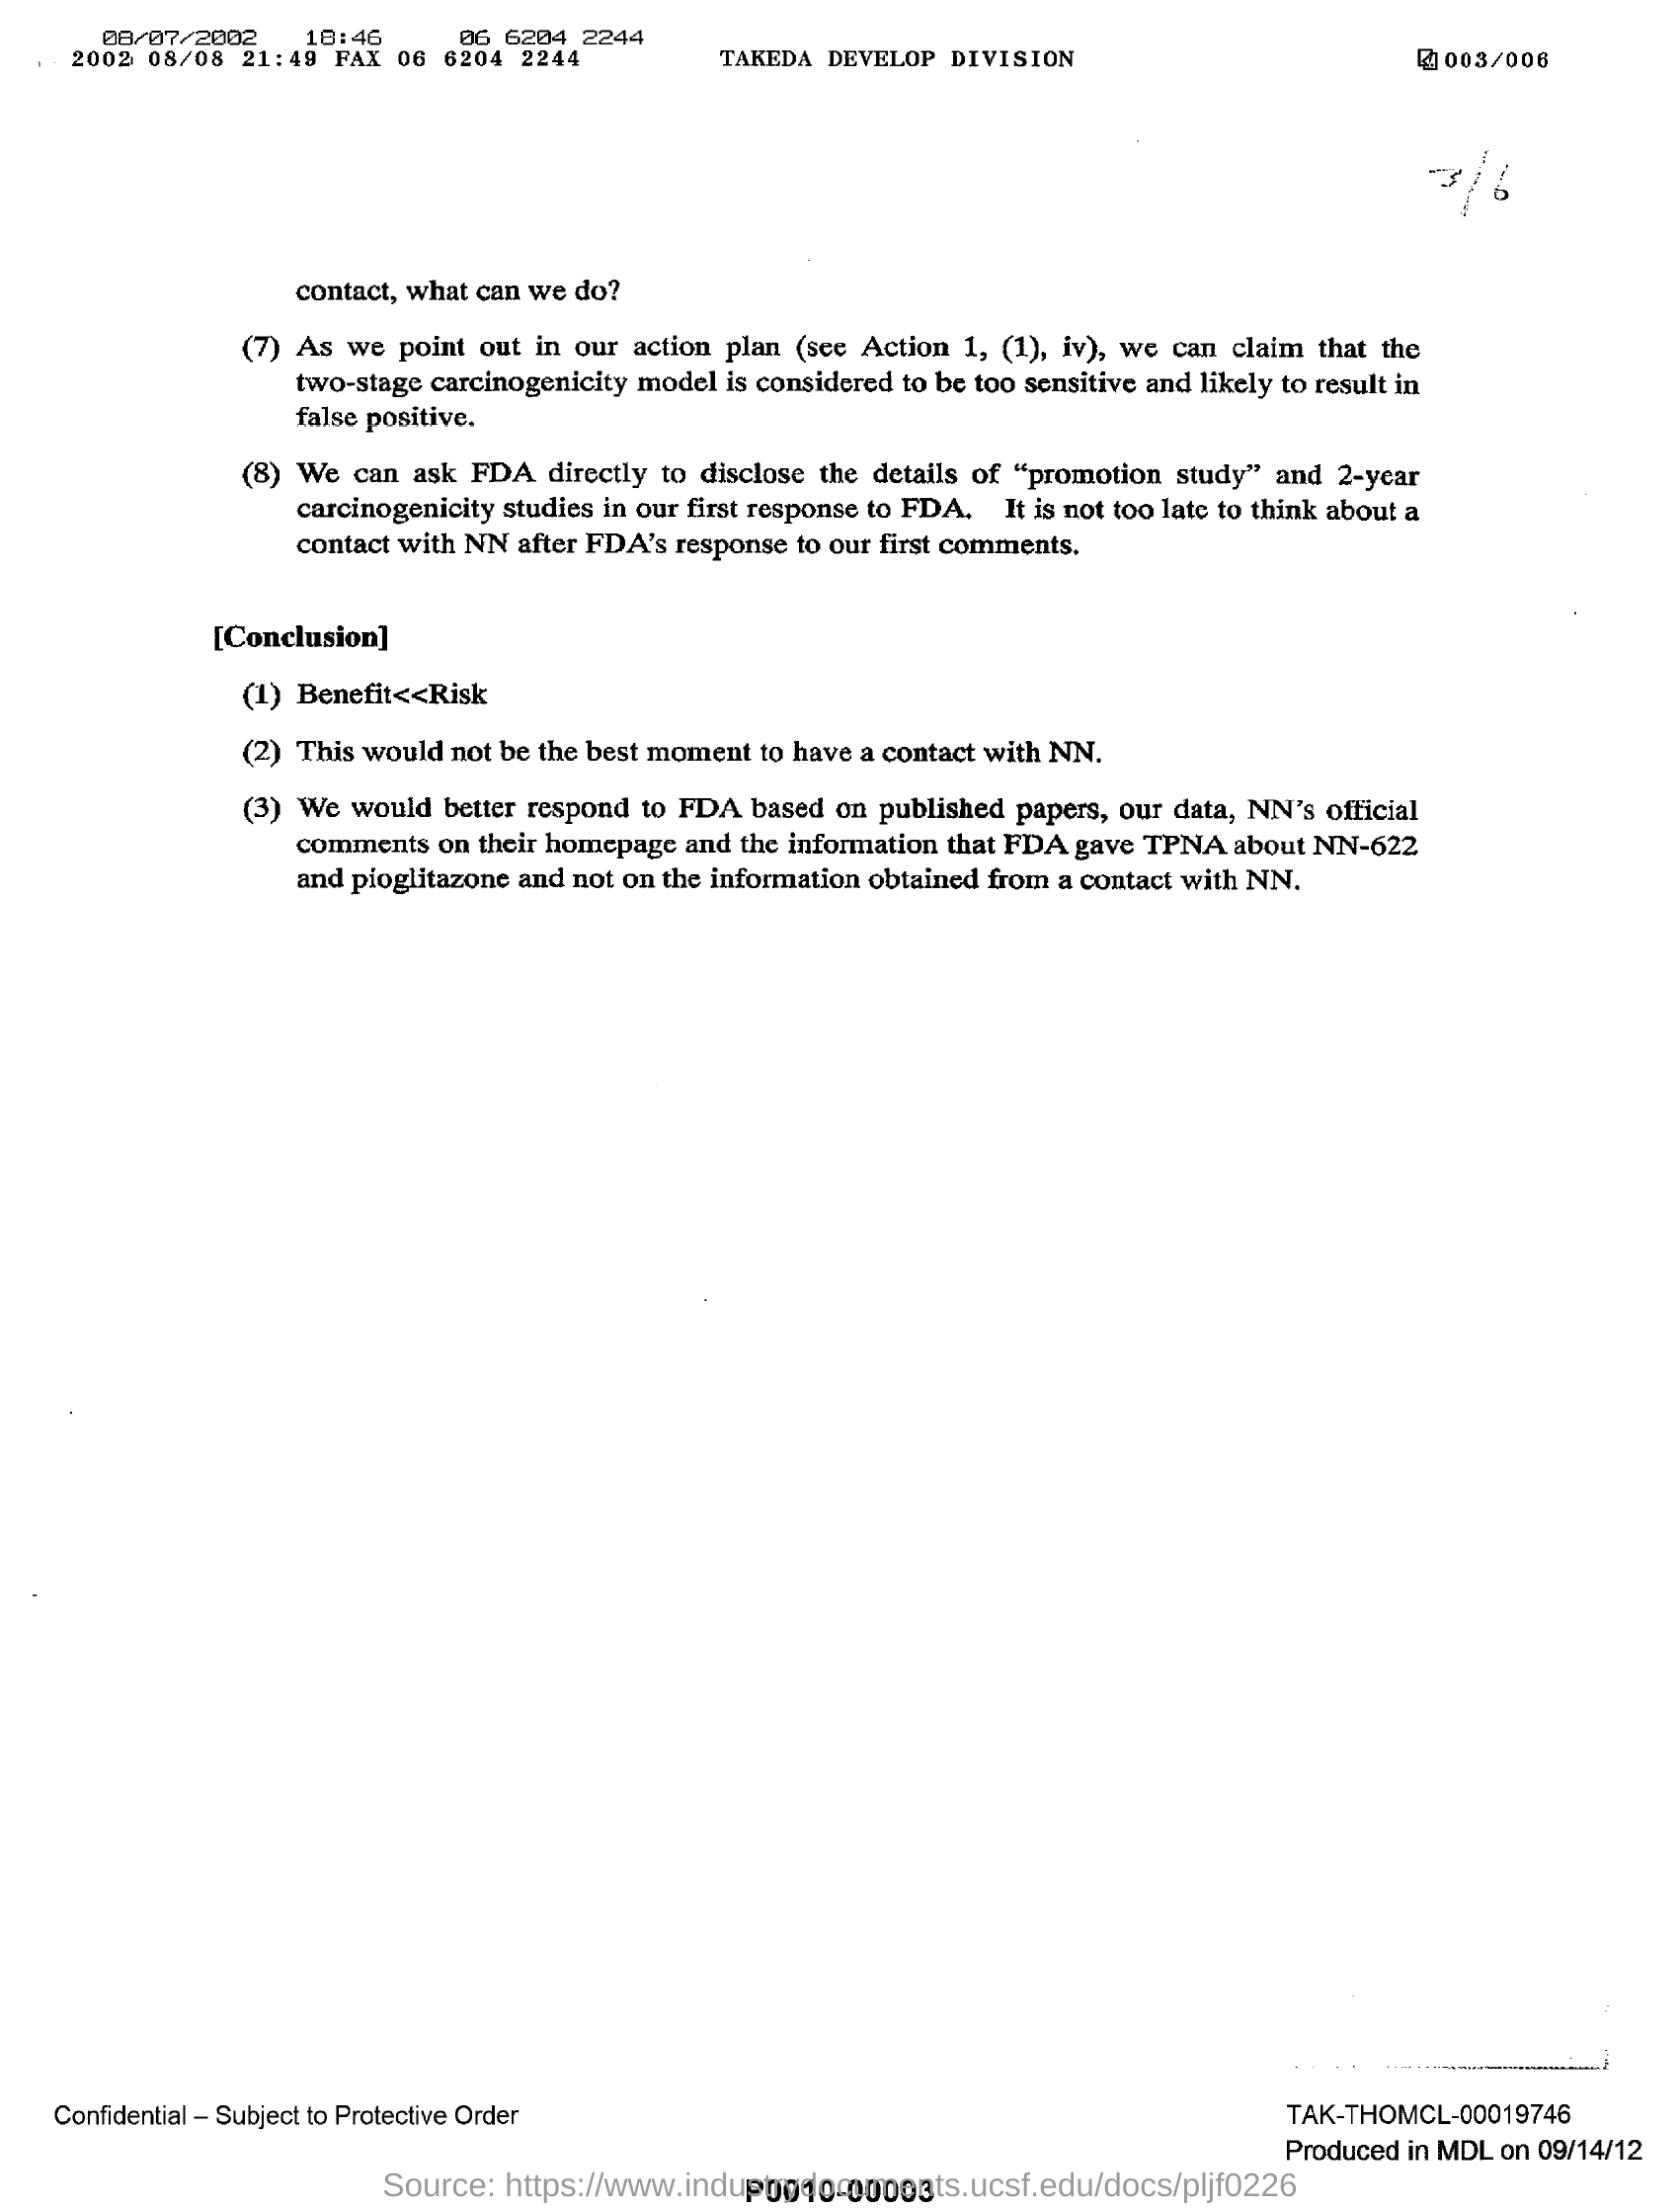 08/07/2002 18:46 06 6204 2244
2002 08/08 21:49 FAX 06 6204 2244 TAKEDA DEVELOP DIVISION 003/006
3/6
contact, what can we do?
(7) As we point out in our action plan (see Action 1, (1), iv), we can claim that the
two-stage carcinogenicity model is considered to be too sensitive and likely to result in
false positive.
(8) We can ask FDA directly to disclose the details of “promotion study” and 2-year
carcinogenicity studies in our first response to FDA. It is not too late to think about a
contact with NN after FDA’s response to our first comments.
[Conclusion]
(1) Benefit<<Risk
(2) This would not be the best moment to have a contact with NN.
(3) We would better respond to FDA based on published papers, our data, NN’s official
comments on their homepage and the information that FDA gave TPNA about NN-622
and pioglitazone and not on the information obtained from a contact with NN.
Confidential – Subject to Protective Order
TAK-THOMCL-00019746
Produced in MDL on 09/14/12
Source: https://www.industrydocuments.ucsf.edu/docs/pljf0226
P0010-00003